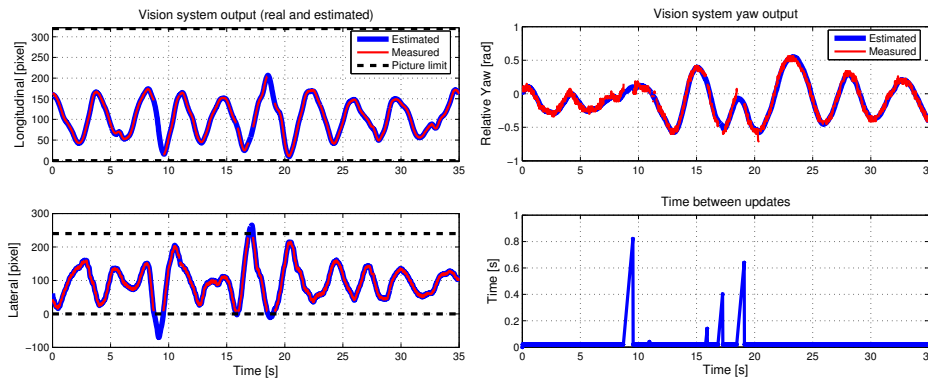 Vision system output (real and estimated)
Longitudinal [pixel]
300
250
200
150
100
50
0
Estimated
Measured
Picture limit
0 5 10 15 20 25 30 35
Vision system yaw output
Relative Yaw [rad]
1
0.5
0
−0.5
−1
Estimated
Measured
0 5 10 15 20 25 30 35
Lateral [pixel]
300
200
100
0
−100
0 5 10 15 20 25 30 35
Time [s]
Time between updates
Time [s]
1
0.8
0.6
0.4
0.2
0
0 5 10 15 20 25 30 35
Time [s]